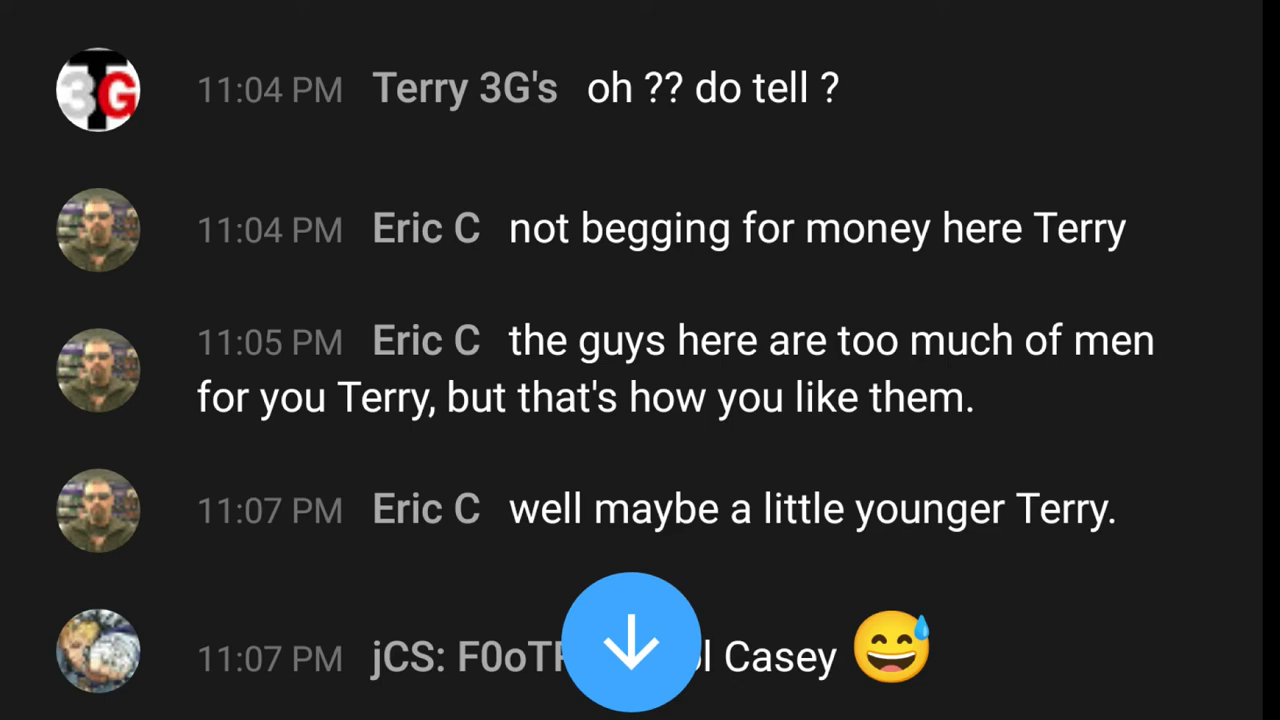 3G
11:04 PM Terry 3G's oh ?? do tell ?
11:04 PM Eric C not begging for money here Terry
11:05 PM Eric C the guys here are too much of men
for you Terry, but that's how you like them.
11:07 PM Eric C well maybe a little younger Terry.
11:07 PM jCS: Casey 😅